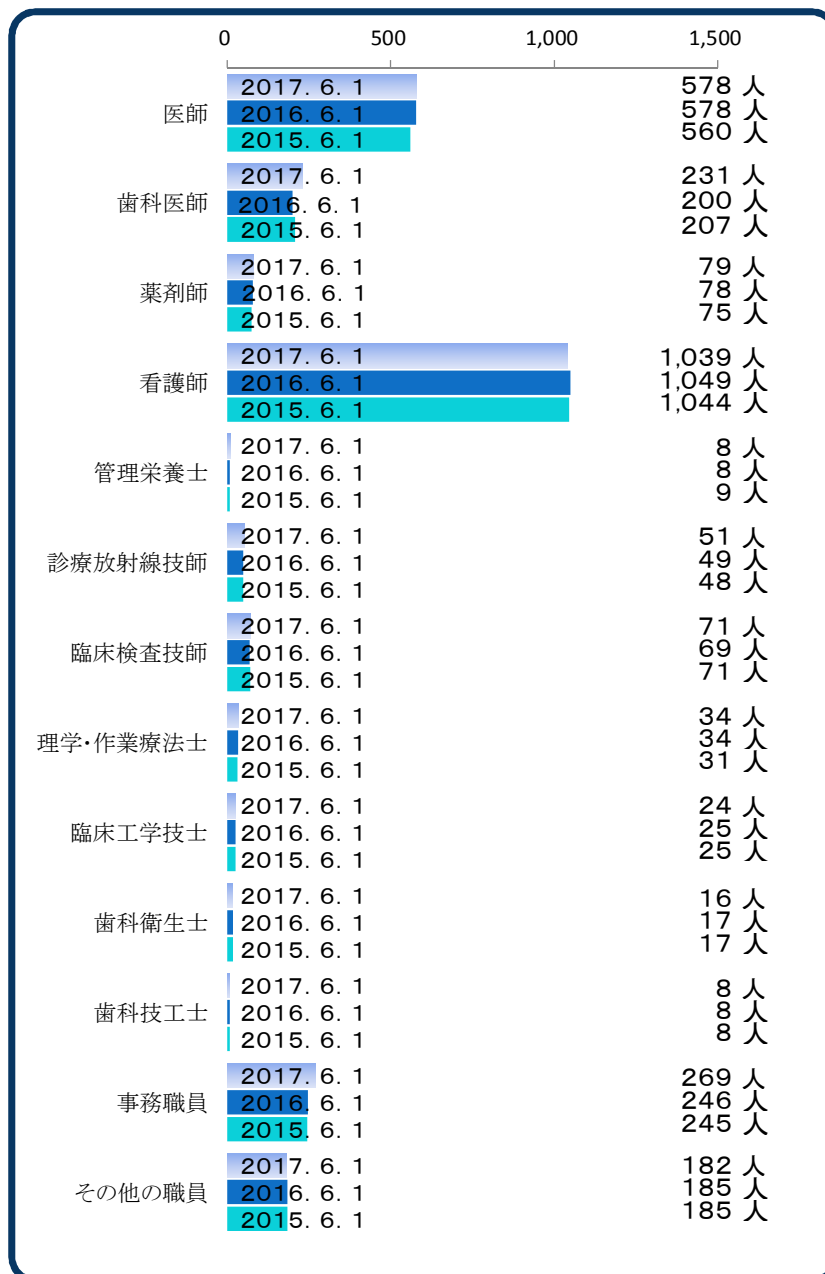 0 500 1,000 1,500
医師
2017. 6. 1 578 人
2016. 6. 1 578 人
2015. 6. 1 560 人
歯科医師
2017. 6. 1 231 人
2016. 6. 1 200 人
2015. 6. 1 207 人
薬剤師
2017. 6. 1 79 人
2016. 6. 1 78 人
2015. 6. 1 75 人
看護師
2017. 6. 1 1,039 人
2016. 6. 1 1,049 人
2015. 6. 1 1,044 人
管理栄養士
2017. 6. 1 8 人
2016. 6. 1 8 人
2015. 6. 1 9 人
診療放射線技師
2017. 6. 1 51 人
2016. 6. 1 49 人
2015. 6. 1 48 人
臨床検査技師
2017. 6. 1 71 人
2016. 6. 1 69 人
2015. 6. 1 71 人
理学・作業療法士
2017. 6. 1 34 人
2016. 6. 1 34 人
2015. 6. 1 31 人
臨床工学技士
2017. 6. 1 24 人
2016. 6. 1 25 人
2015. 6. 1 25 人
歯科衛生士
2017. 6. 1 16 人
2016. 6. 1 17 人
2015. 6. 1 17 人
歯科技工士
2017. 6. 1 8 人
2016. 6. 1 8 人
2015. 6. 1 8 人
事務職員
2017. 6. 1 269 人
2016. 6. 1 246 人
2015. 6. 1 245 人
その他の職員
2017. 6. 1 182 人
2016. 6. 1 185 人
2015. 6. 1 185 人